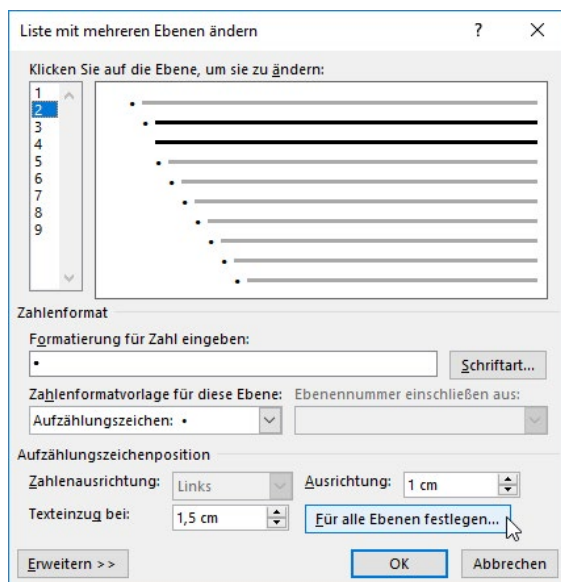 Liste mit mehreren Ebenen ändern ?
Klicken Sie auf die Ebene, um sie zu ändern:
1
2
3
4
5
6
7
8
9
Zahlenformat
Formatierung für Zahl eingeben:
•
Schriftart...
Zahlenformatvorlage für diese Ebene: Ebenennummer einschließen aus:
Aufzählungszeichen: •
Aufzählungszeichenposition
Zahlenausrichtung: Links Ausrichtung: 1 cm
Texteinzug bei: 1,5 cm Für alle Ebenen festlegen...
Erweitern >> OK Abbrechen